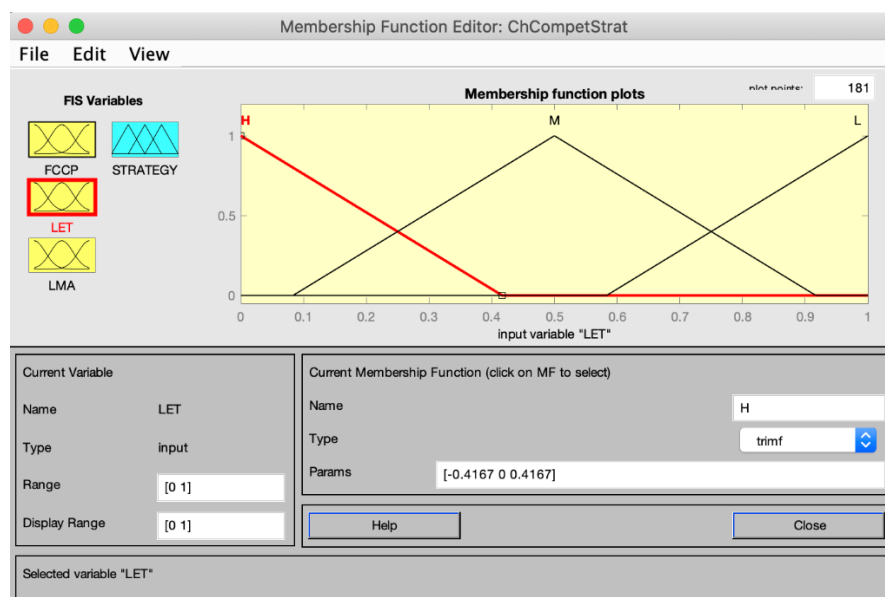 Membership Function Editor: ChCompetStrat
File Edit View
FIS Variables
FCCP STRATEGY
LET
LMA
Membership function plots
plot points: 181
H M L
1
0.5
0
0 0.1 0.2 0.3 0.4 0.5 0.6 0.7 0.8 0.9 1
input variable "LET"
Current Variable
Name LET
Type input
Range [0 1]
Display Range [0 1]
Current Membership Function (click on MF to select)
Name H
Type trimf
Params [-0.4167 0 0.4167]
Help Close
Selected variable "LET"